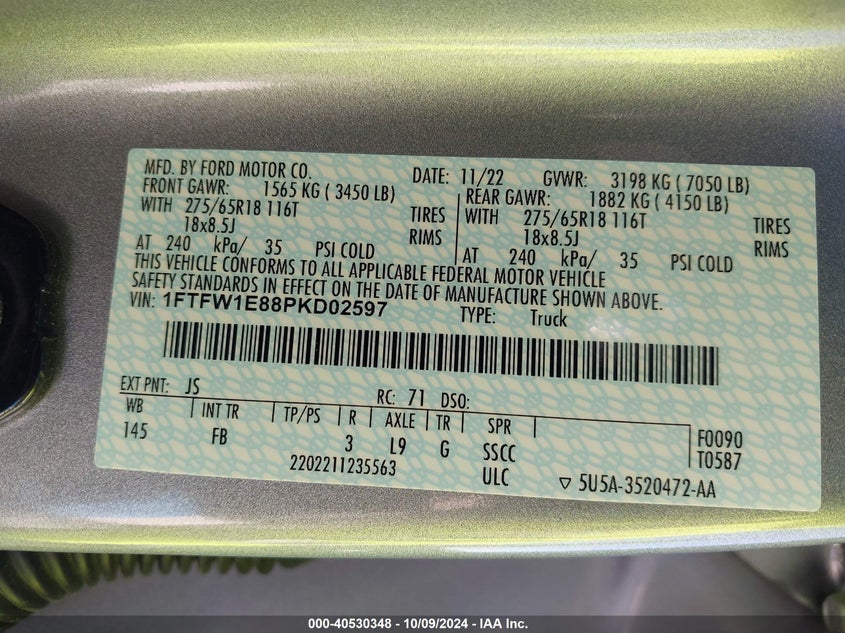 MFD. BY FORD MOTOR CO. DATE: 11/22 GVWR: 3198 KG ( 7050 LB)
FRONT GAWR: 1565 KG ( 3450 LB) REAR GAWR: 1882 KG ( 4150 LB)
WITH 275/65R18 116T TIRES WITH 275/65R18 116T TIRES
18x8.5J RIMS 18x8.5J RIMS
AT 240 kPa/ 35 PSI COLD AT 240 kPa/ 35 PSI COLD
THIS VEHICLE CONFORMS TO ALL APPLICABLE FEDERAL MOTOR VEHICLE
SAFETY STANDARDS IN EFFECT ON THE DATE OF MANUFACTURE SHOWN ABOVE.
VIN: 1FTFW1E88PKD02597 TYPE: Truck
EXT PNT: JS RC: 71 DSO:
WB INT TR TP/PS R AXLE TR SPR F0090
145 FB 3 L9 G SSCC T0587
2202211235563 ULC ▽ 5U5A-3520472-AA
000-40530348 - 10/09/2024 - IAA Inc.